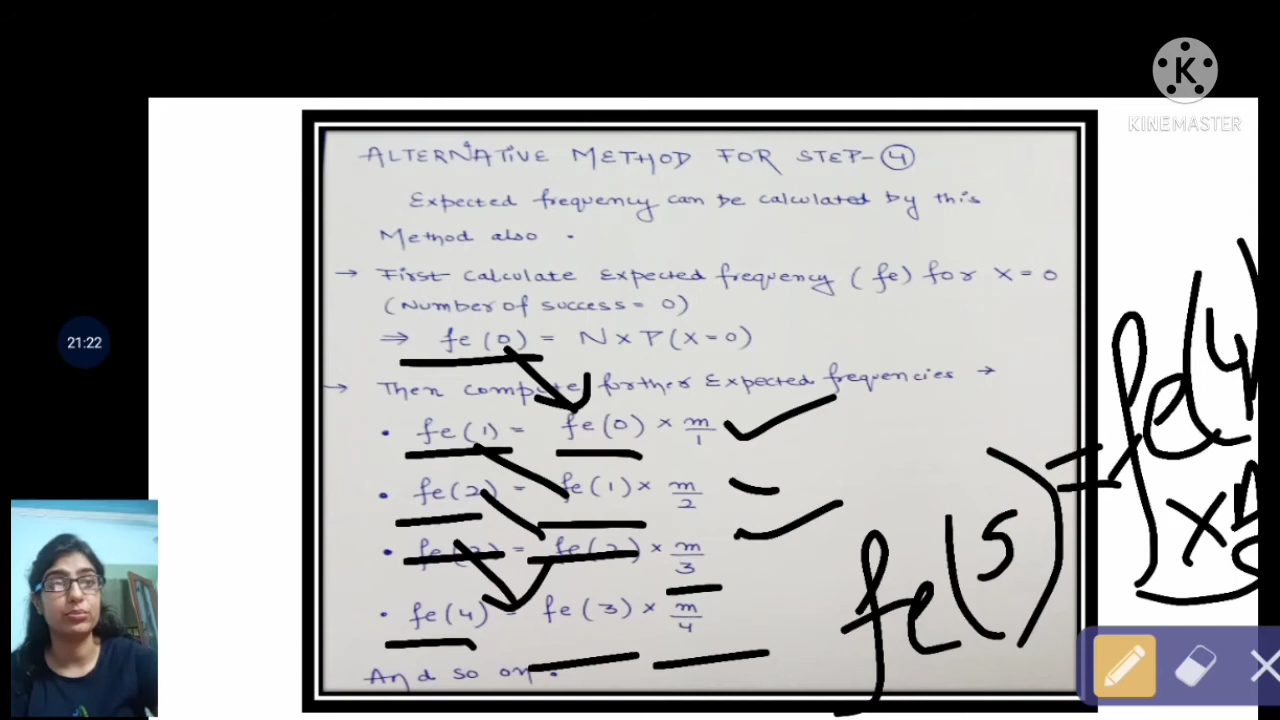 KINEMASTER
ALTERNATIVE METHOD FOR STEP-④
Expected frequency can be calculated by this
Method also .
→ First calculate Expected frequency (fe) for x = 0
(Number of success = 0)
⇒ fe (0) = N x P (x = 0)
→ Then compute further Expected frequencies →
• fe (1) = fe (0) × m/1
• fe (2) = fe (1) × m/2
• fe (3) = fe (2) × m/3
• fe (4) = fe (3) × m/4
And so on .
fe(5) = fe(4)
21:22